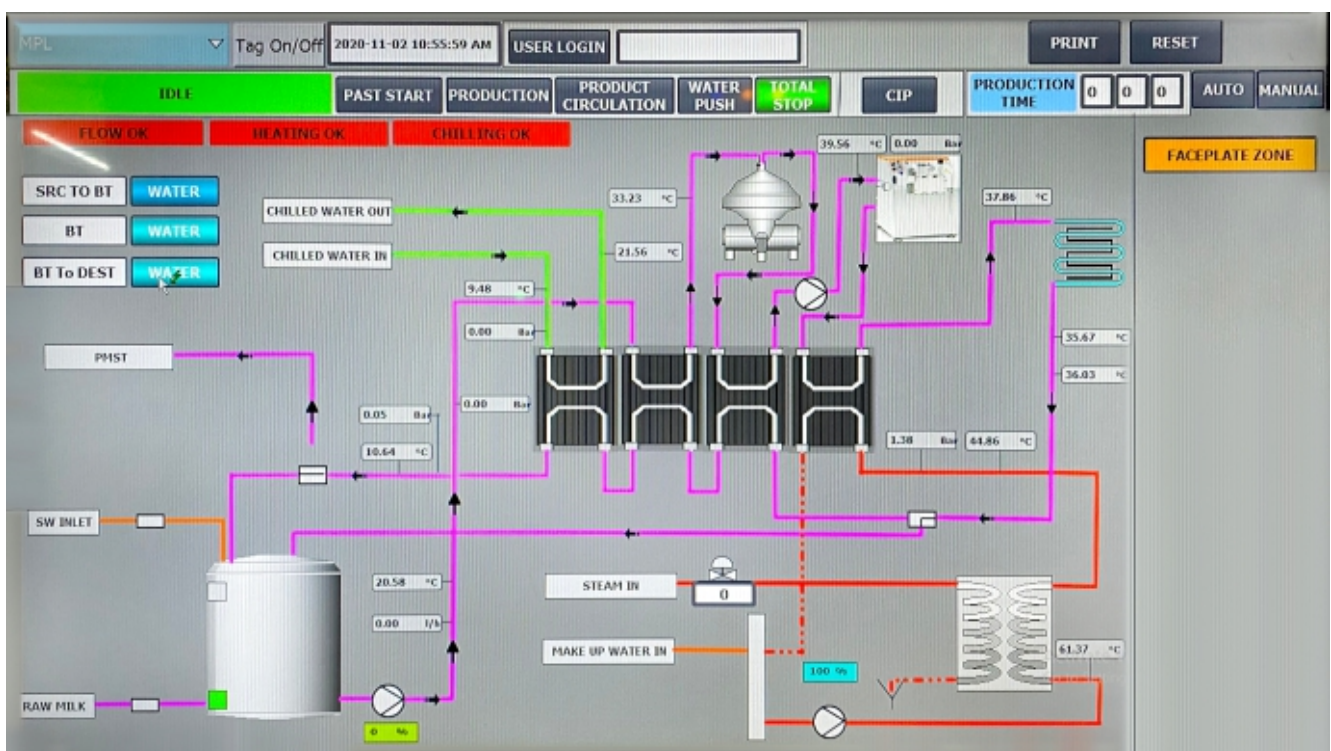 MPL
Tag On/Off
2020-11-02 10:55:59 AM
USER LOGIN
PRINT
RESET
IDLE
PAST START
PRODUCTION
PRODUCT
CIRCULATION
WATER
PUSH
TOTAL
STOP
CIP
PRODUCTION
TIME
0
0
0
AUTO
MANUAL
FLOW OK
HEATING OK
CHILLING OK
FACEPLATE ZONE
39.56 °C
0.00 Bar
SRC TO BT
WATER
CHILLED WATER OUT
33.23 °C
37.86 °C
BT
WATER
CHILLED WATER IN
21.56 °C
BT To DEST
WATER
9.48 °C
0.00 Bar
35.67 °C
PMST
36.03 °C
0.05 Bar
0.00 Bar
10.64 °C
1.38 Bar
44.86 °C
SW INLET
20.58 °C
STEAM IN
0
0.00 l/h
MAKE UP WATER IN
61.37 °C
100 %
RAW MILK
0 %